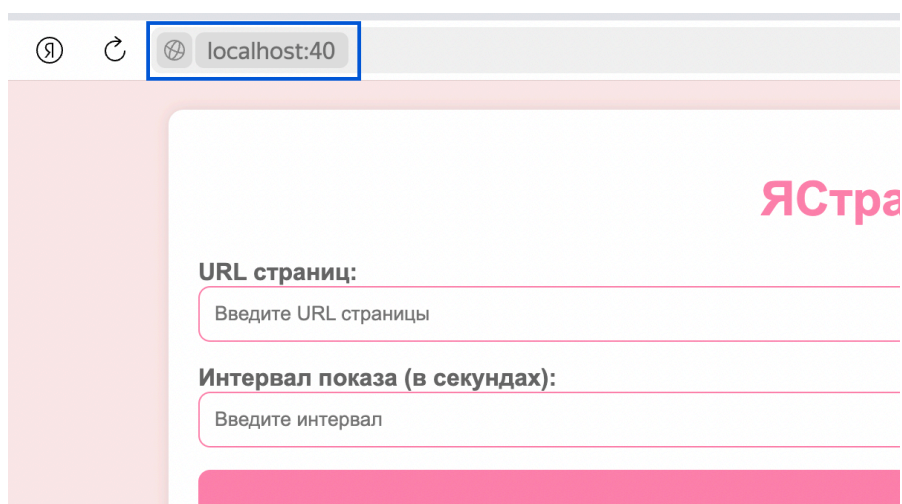 Я localhost:40
ЯСтра
URL страниц:
Введите URL страницы
Интервал показа (в секундах):
Введите интервал